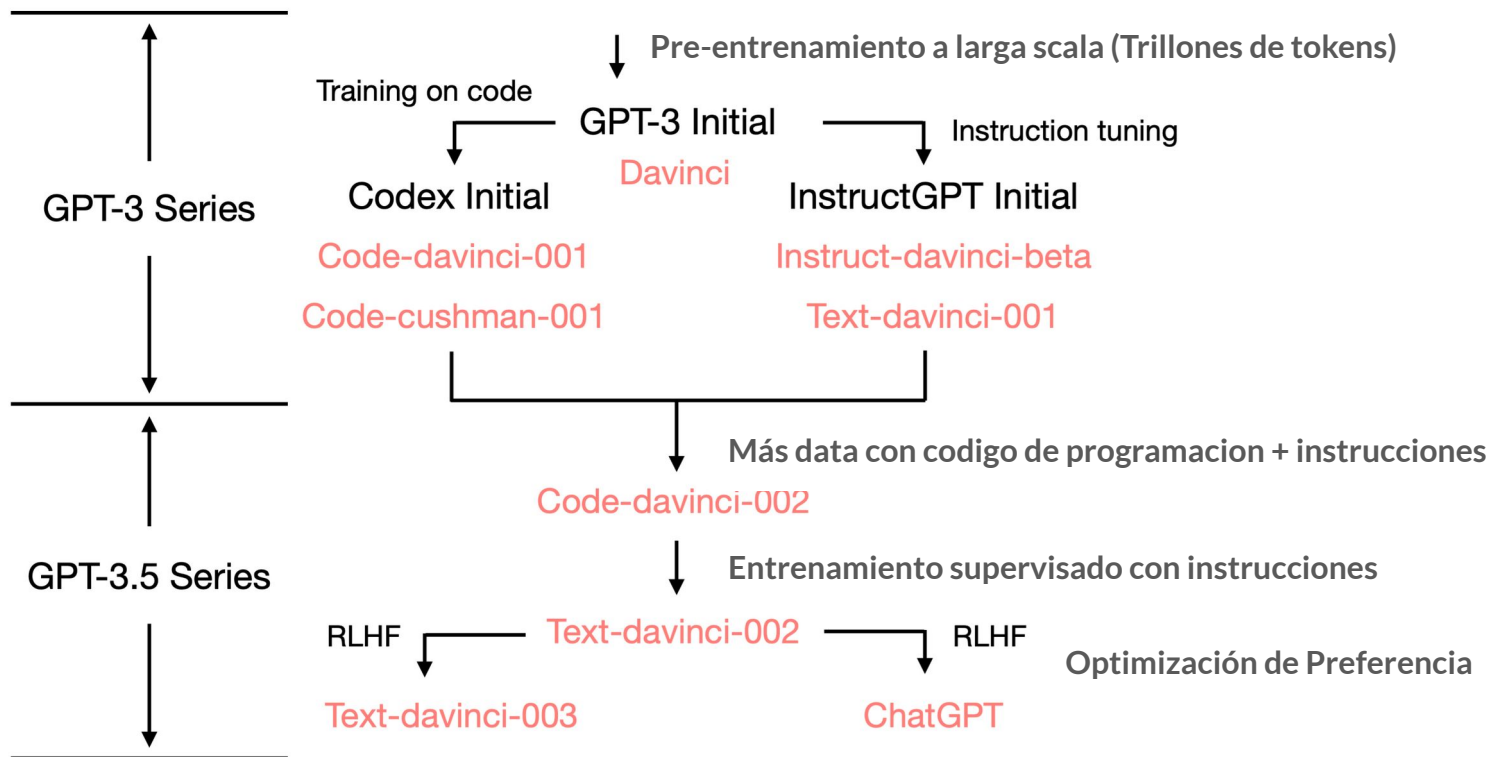 Pre-entrenamiento a larga scala (Trillones de tokens)
Training on code
GPT-3 Initial
Instruction tuning
Davinci
GPT-3 Series
Codex Initial
InstructGPT Initial
Code-davinci-001
Instruct-davinci-beta
Code-cushman-001
Text-davinci-001
Más data con codigo de programacion + instrucciones
Code-davinci-002
GPT-3.5 Series
Entrenamiento supervisado con instrucciones
RLHF
Text-davinci-002
RLHF
Optimización de Preferencia
Text-davinci-003
ChatGPT